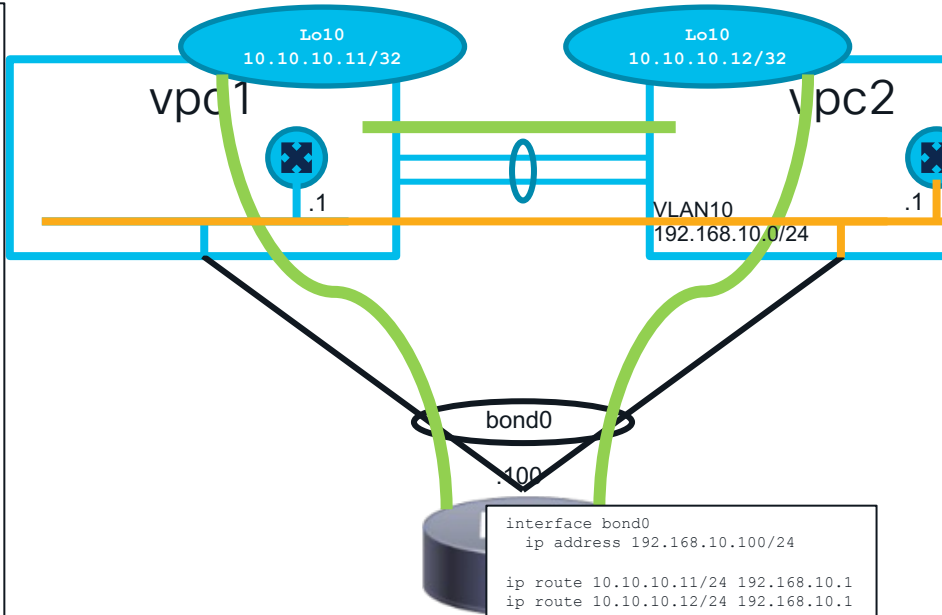 Lo10
10.10.10.11/32
Lo10
10.10.10.12/32
vpc1
vpc2
.1
.1
VLAN10
192.168.10.0/24
bond0
.100
interface bond0
ip address 192.168.10.100/24
ip route 10.10.10.11/24 192.168.10.1
ip route 10.10.10.12/24 192.168.10.1